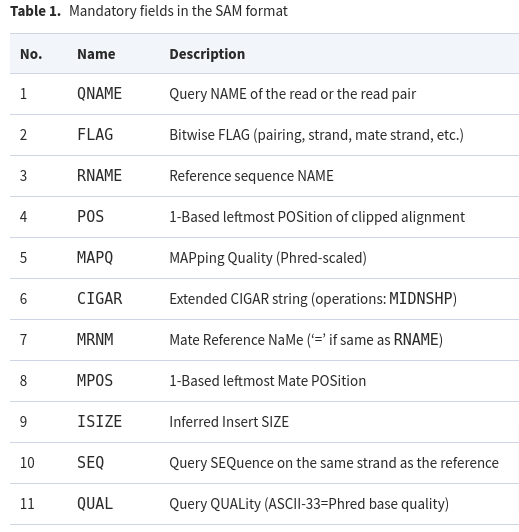 Table 1. Mandatory fields in the SAM format
No. Name Description
1 QNAME Query NAME of the read or the read pair
2 FLAG Bitwise FLAG (pairing, strand, mate strand, etc.)
3 RNAME Reference sequence NAME
4 POS 1-Based leftmost POSition of clipped alignment
5 MAPQ MAPping Quality (Phred-scaled)
6 CIGAR Extended CIGAR string (operations: MIDNSHP)
7 MRNM Mate Reference NaMe (‘=’ if same as RNAME)
8 MPOS 1-Based leftmost Mate POSition
9 ISIZE Inferred Insert SIZE
10 SEQ Query SEQuence on the same strand as the reference
11 QUAL Query QUALity (ASCII-33=Phred base quality)